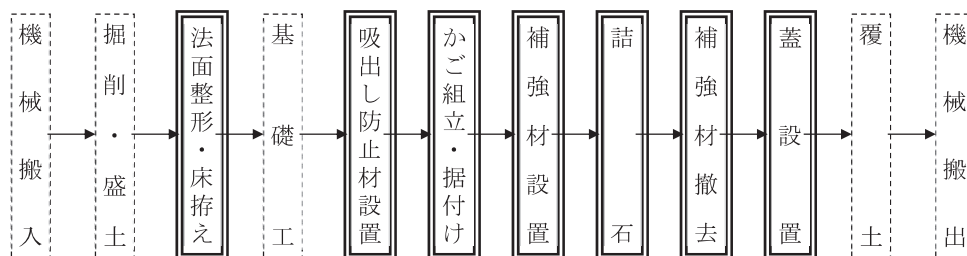 機械搬入
掘削・盛土
法面整形・床拵え
基礎工
吸出し防止材設置
かご組立・据付け
補強材設置
詰石
補強材撤去
蓋設置
覆土
機械搬出